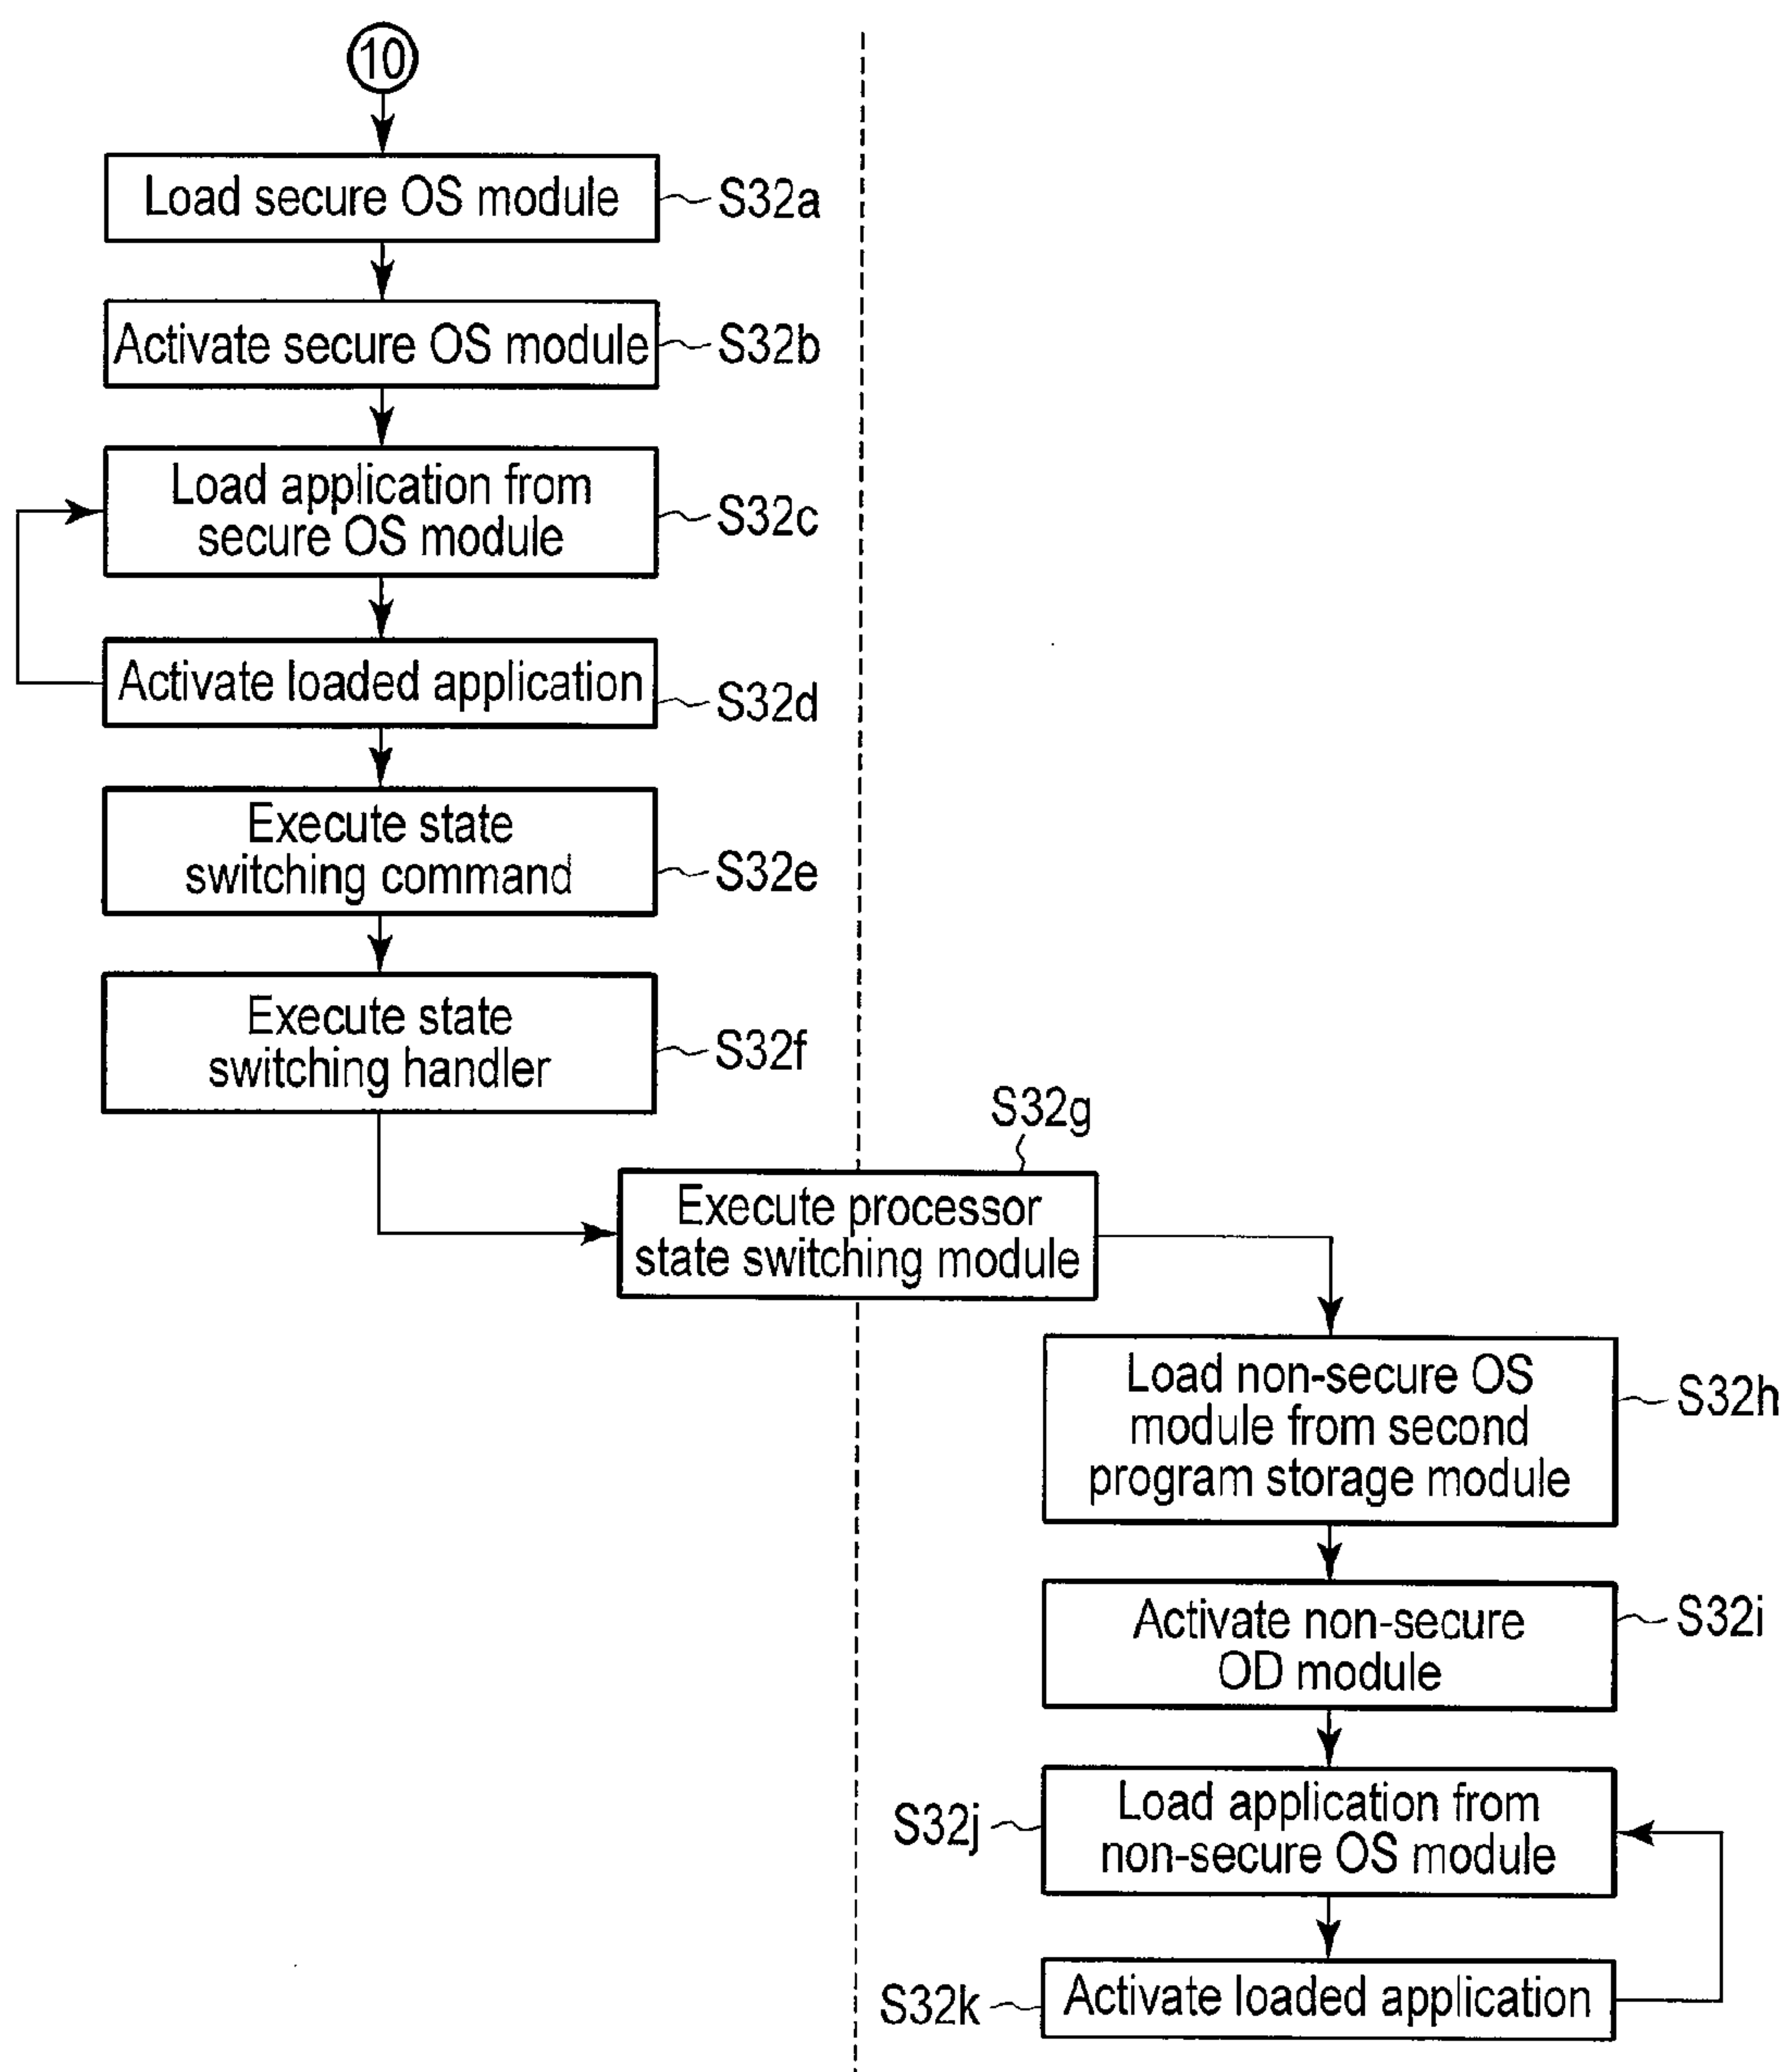 10
Load secure OS module
S32a
Activate secure OS module
S32b
Load application from
secure OS module
S32c
Activate loaded application
S32d
Execute state
switching command
S32e
Execute state
switching handler
S32f
S32g
Execute processor
state switching module
Load non-secure OS
module from second
program storage module
S32h
Activate non-secure
OD module
S32i
Load application from
non-secure OS module
S32j
Activate loaded application
S32k